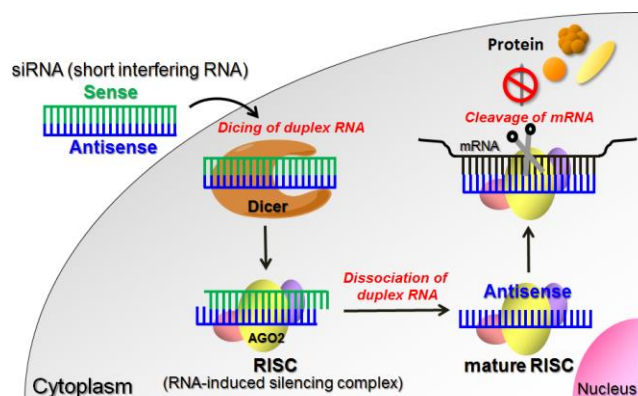 siRNA (short interfering RNA)
Sense
Antisense
Dicing of duplex RNA
Dicer
AGO2
RISC
(RNA-induced silencing complex)
Dissociation of
duplex RNA
Antisense
mature RISC
mRNA
Cleavage of mRNA
Protein
Cytoplasm
Nucleus